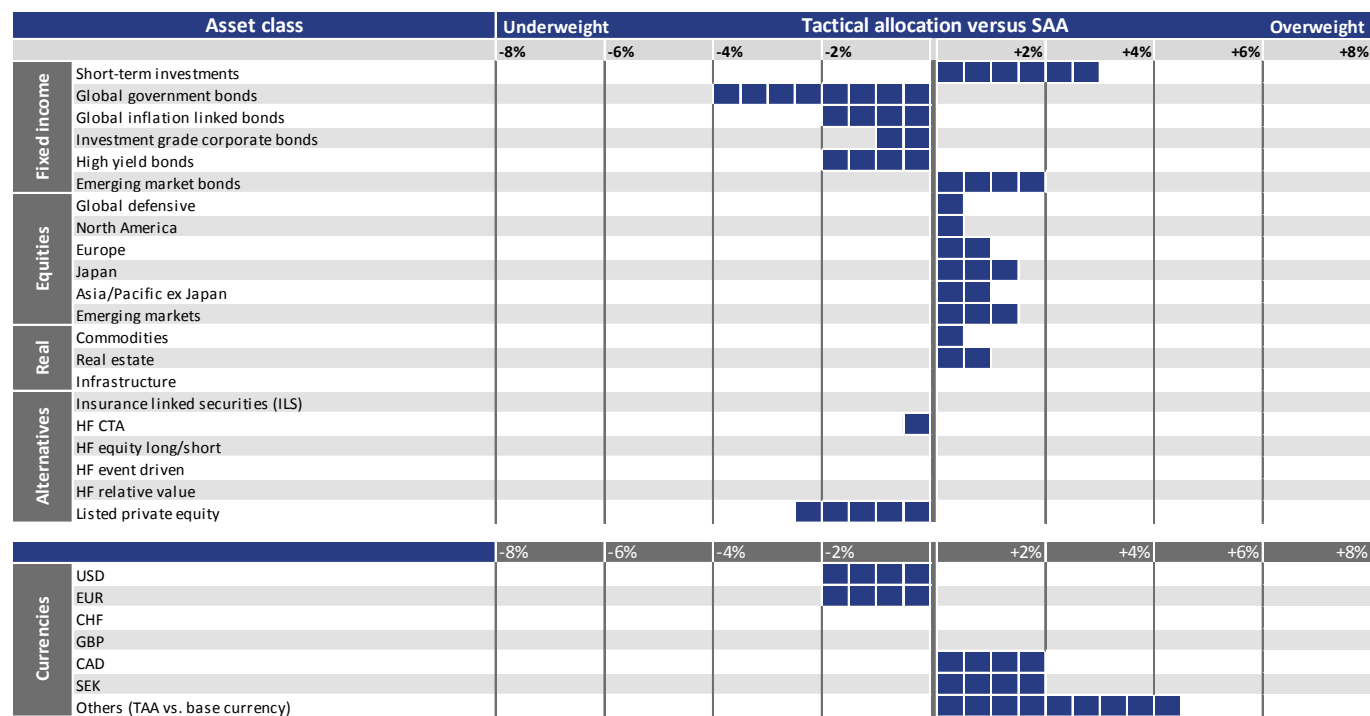 Asset class Underweight Tactical allocation versus SAA Overweight
-8% -6% -4% -2% +2% +4% +6% +8%
Fixed income
Short-term investments
Global government bonds
Global inflation linked bonds
Investment grade corporate bonds
High yield bonds
Emerging market bonds
Equities
Global defensive
North America
Europe
Japan
Asia/Pacific ex Japan
Emerging markets
Real
Commodities
Real estate
Infrastructure
Alternatives
Insurance linked securities (ILS)
HF CTA
HF equity long/short
HF event driven
HF relative value
Listed private equity
-8% -6% -4% -2% +2% +4% +6% +8%
Currencies
USD
EUR
CHF
GBP
CAD
SEK
Others (TAA vs. base currency)